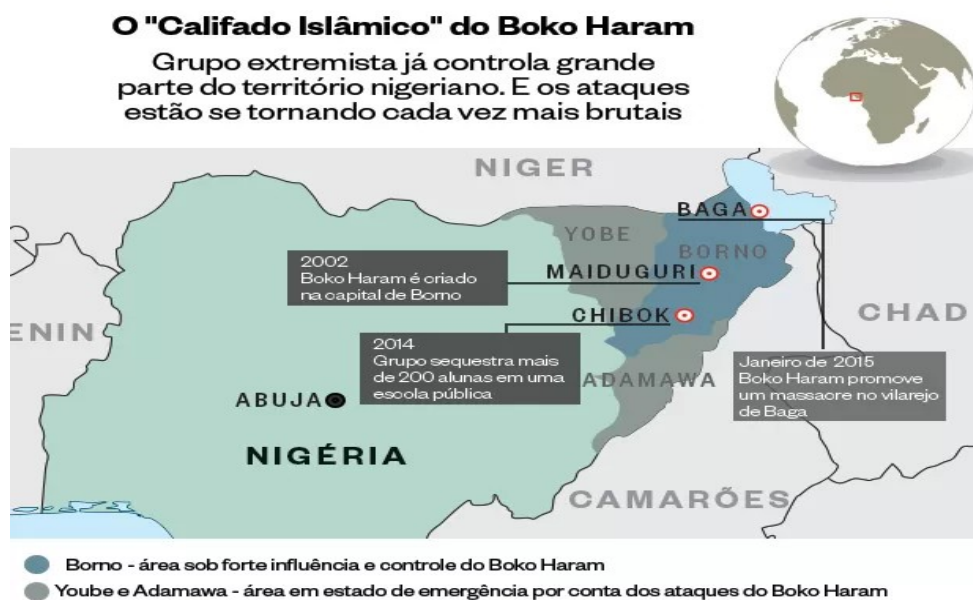 O "Califado Islâmico" do Boko Haram
Grupo extremista já controla grande
parte do território nigeriano. E os ataques
estão se tornando cada vez mais brutais
NIGER
BAGA
YOBE
BORNO
2002
Boko Haram é criado
na capital de Borno
MAIDUGURI
CHIBOK
CHAD
ENIN
2014
Grupo sequestra mais
de 200 alunas em uma
escola pública
ADAMAWA
Janeiro de 2015
Boko Haram promove
um massacre no vilarejo
de Baga
ABUJA
NIGÉRIA
CAMARÕES
Borno - área sob forte influência e controle do Boko Haram
Yoube e Adamawa - área em estado de emergência por conta dos ataques do Boko Haram